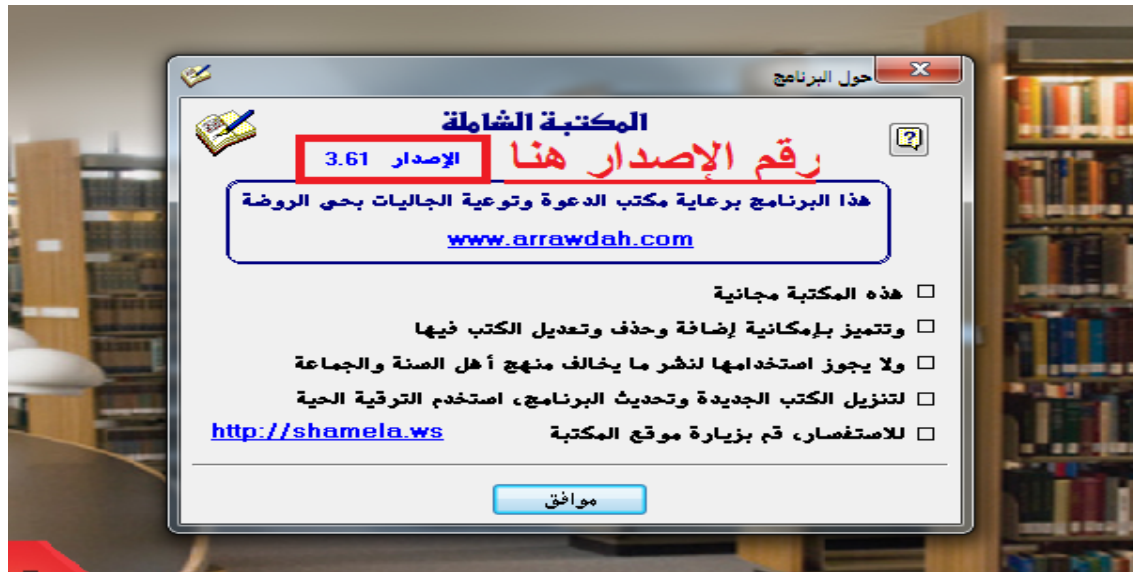 حول البرنامج
المكتبة الشاملة
رقم الإصدار هنا
الإصدار 3.61
هذا البرنامج برعاية مكتب الدعوة وتوعية الجاليات بحي الروضة
www.arrawdah.com
هذه المكتبة مجانية
وتتميز بإمكانية إضافة وحذف وتعديل الكتب فيها
ولا يجوز استخدامها لنشر ما يخالف منهج أهل السنة والجماعة
لتنزيل الكتب الجديدة وتحديث البرنامج، استخدم الترقية الحية
للاستفسار، قم بزيارة موقع المكتبة http://shamela.ws
موافق